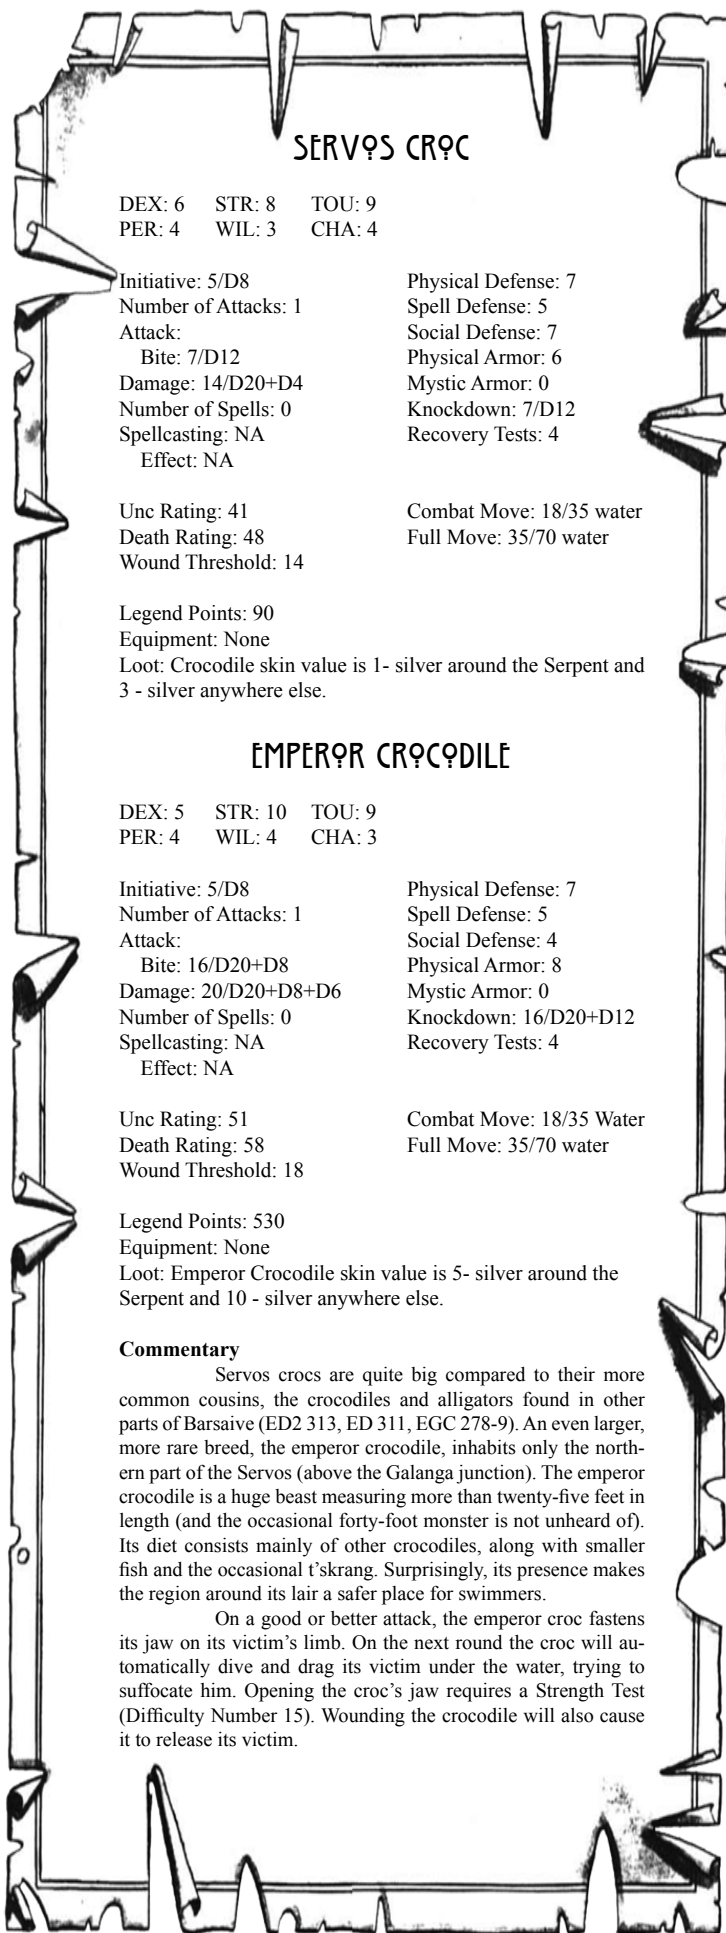 SERVOS CROC
DEX: 6 STR: 8 TOU: 9
PER: 4 WIL: 3 CHA: 4
Initiative: 5/D8
Number of Attacks: 1
Attack:
Bite: 7/D12
Damage: 14/D20+D4
Number of Spells: 0
Spellcasting: NA
Effect: NA
Physical Defense: 7
Spell Defense: 5
Social Defense: 7
Physical Armor: 6
Mystic Armor: 0
Knockdown: 7/D12
Recovery Tests: 4
Unc Rating: 41
Death Rating: 48
Wound Threshold: 14
Combat Move: 18/35 water
Full Move: 35/70 water
Legend Points: 90
Equipment: None
Loot: Crocodile skin value is 1- silver around the Serpent and
3 - silver anywhere else.
EMPEROR CROCODILE
DEX: 5 STR: 10 TOU: 9
PER: 4 WIL: 4 CHA: 3
Initiative: 5/D8
Number of Attacks: 1
Attack:
Bite: 16/D20+D8
Damage: 20/D20+D8+D6
Number of Spells: 0
Spellcasting: NA
Effect: NA
Physical Defense: 7
Spell Defense: 5
Social Defense: 4
Physical Armor: 8
Mystic Armor: 0
Knockdown: 16/D20+D12
Recovery Tests: 4
Unc Rating: 51
Death Rating: 58
Wound Threshold: 18
Combat Move: 18/35 Water
Full Move: 35/70 water
Legend Points: 530
Equipment: None
Loot: Emperor Crocodile skin value is 5- silver around the
Serpent and 10 - silver anywhere else.
Commentary
Servos crocs are quite big compared to their more
common cousins, the crocodiles and alligators found in other
parts of Barsaive (ED2 313, ED 311, EGC 278-9). An even larger,
more rare breed, the emperor crocodile, inhabits only the north-
ern part of the Servos (above the Galanga junction). The emperor
crocodile is a huge beast measuring more than twenty-five feet in
length (and the occasional forty-foot monster is not unheard of).
Its diet consists mainly of other crocodiles, along with smaller
fish and the occasional t’skrang. Surprisingly, its presence makes
the region around its lair a safer place for swimmers.
On a good or better attack, the emperor croc fastens
its jaw on its victim’s limb. On the next round the croc will au-
tomatically dive and drag its victim under the water, trying to
suffocate him. Opening the croc’s jaw requires a Strength Test
(Difficulty Number 15). Wounding the crocodile will also cause
it to release its victim.